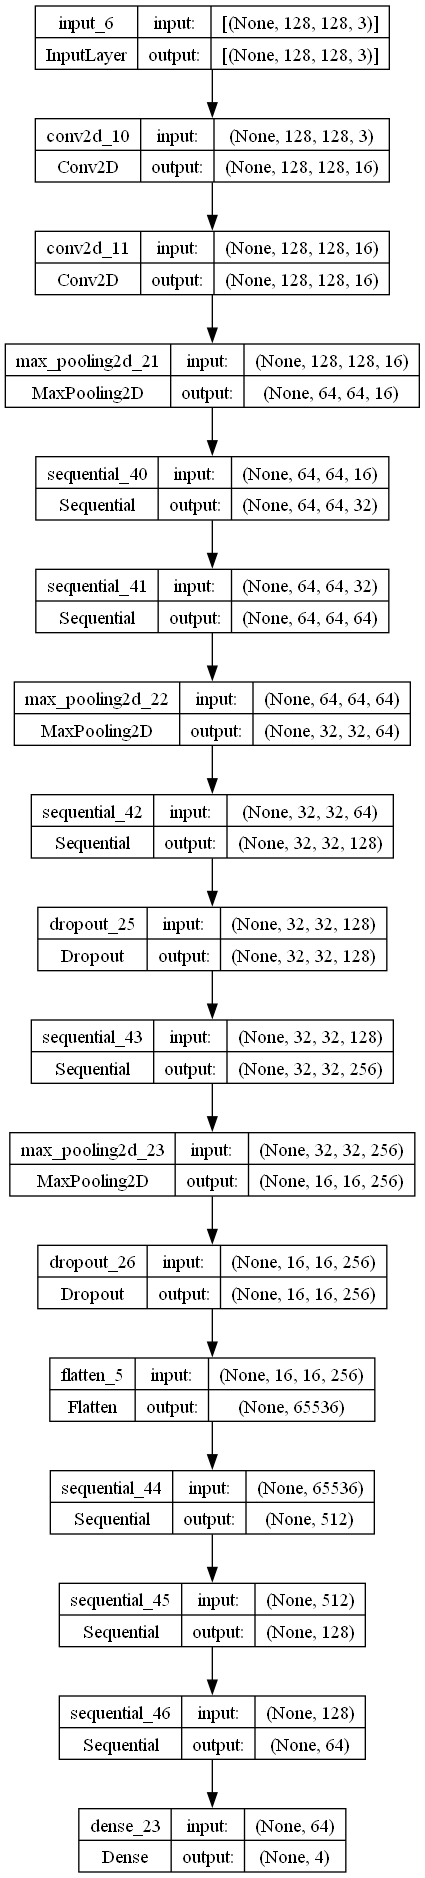 input_6 input: [(None, 128, 128, 3)]
InputLayer output: [(None, 128, 128, 3)]
conv2d_10 input: (None, 128, 128, 3)
Conv2D output: (None, 128, 128, 16)
conv2d_11 input: (None, 128, 128, 16)
Conv2D output: (None, 128, 128, 16)
max_pooling2d_21 input: (None, 128, 128, 16)
MaxPooling2D output: (None, 64, 64, 16)
sequential_40 input: (None, 64, 64, 16)
Sequential output: (None, 64, 64, 32)
sequential_41 input: (None, 64, 64, 32)
Sequential output: (None, 64, 64, 64)
max_pooling2d_22 input: (None, 64, 64, 64)
MaxPooling2D output: (None, 32, 32, 64)
sequential_42 input: (None, 32, 32, 64)
Sequential output: (None, 32, 32, 128)
dropout_25 input: (None, 32, 32, 128)
Dropout output: (None, 32, 32, 128)
sequential_43 input: (None, 32, 32, 128)
Sequential output: (None, 32, 32, 256)
max_pooling2d_23 input: (None, 32, 32, 256)
MaxPooling2D output: (None, 16, 16, 256)
dropout_26 input: (None, 16, 16, 256)
Dropout output: (None, 16, 16, 256)
flatten_5 input: (None, 16, 16, 256)
Flatten output: (None, 65536)
sequential_44 input: (None, 65536)
Sequential output: (None, 512)
sequential_45 input: (None, 512)
Sequential output: (None, 128)
sequential_46 input: (None, 128)
Sequential output: (None, 64)
dense_23 input: (None, 64)
Dense output: (None, 4)